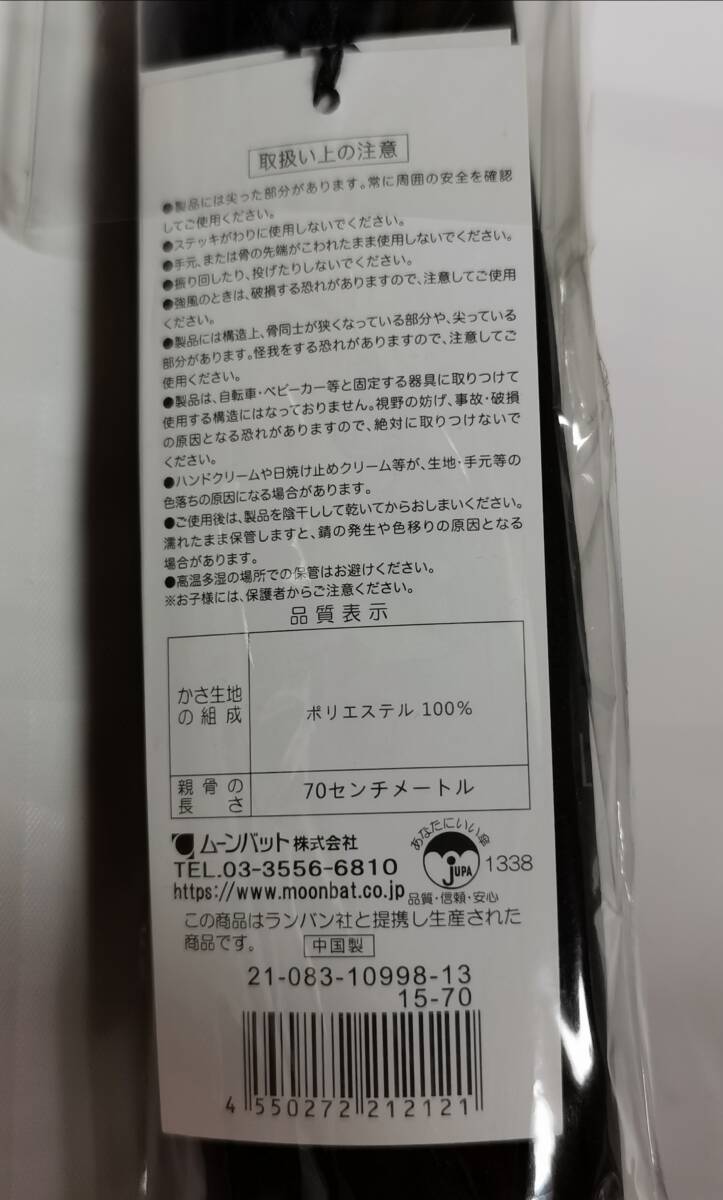 取扱い上の注意
●製品には尖った部分があります。常に周囲の安全を確認
してご使用ください。
●ステッキがわりに使用しないでください。
●手元、または骨の先端がこわれたまま使用しないでください。
●振り回したり、投げたりしないでください。
●強風のときは、破損する恐れがありますので、注意してご使用
ください。
●製品には構造上、骨同士が狭くなっている部分や、尖っている
部分があります。怪我をする恐れがありますので、注意してご
使用ください。
●製品は、自転車・ベビーカー等と固定する器具に取りつけて
使用する構造にはなっておりません。視野の妨げ、事故・破損
の原因となる恐れがありますので、絶対に取りつけないで
ください。
●ハンドクリームや日焼け止めクリーム等が、生地・手元等の
色落ちの原因になる場合があります。
●ご使用後は、製品を陰干しして乾いてからおしまいください。
濡れたまま保管しますと、錆の発生や色移りの原因となる
場合があります。
●高温多湿の場所での保管はお避けください。
※お子様には、保護者からご注意ください。
品質表示
かさ生地
の組成
ポリエステル 100%
親骨の
長さ
70センチメートル
ムーンバット株式会社
TEL.03-3556-6810
https://www.moonbat.co.jp
あなたにいい傘
JUPA
1338
品質・信頼・安心
この商品はランバン社と提携し生産された
商品です。 中国製
21-083-10998-13
15-70
4 550272 212121